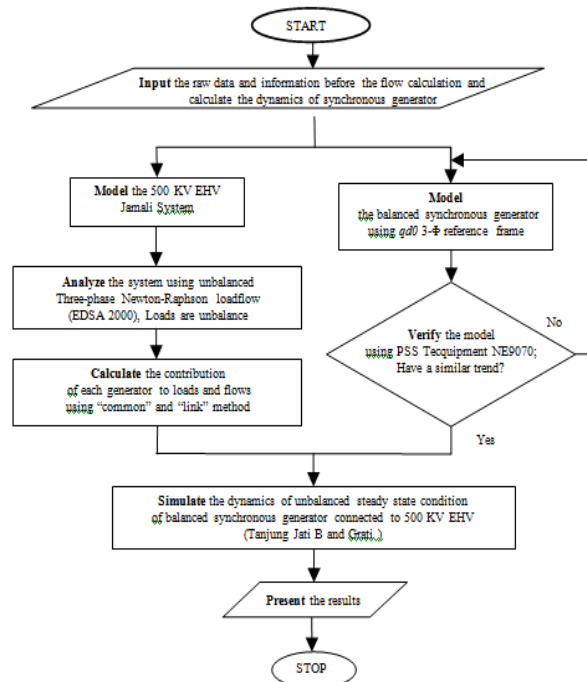 START
Input the raw data and information before the flow calculation and
calculate the dynamics of synchronous generator
Model the 500 KV EHV
Jamali System
Model
the balanced synchronous generator
using qd0 3-Φ reference frame
Analyze the system using unbalanced
Three-phase Newton-Raphson loadflow
(EDSA 2000), Loads are unbalance
No
Verify the model
using PSS Tecquipment NE9070;
Have a similar trend?
Calculate the contribution
of each generator to loads and flows
using “common” and “link” method
Yes
Simulate the dynamics of unbalanced steady state condition
of balanced synchronous generator connected to 500 KV EHV
(Tanjung Jati B and Grati.)
Present the results
STOP